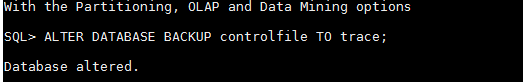 With the Partitioning, OLAP and Data Mining options
SQL> ALTER DATABASE BACKUP controlfile TO trace;
Database altered.